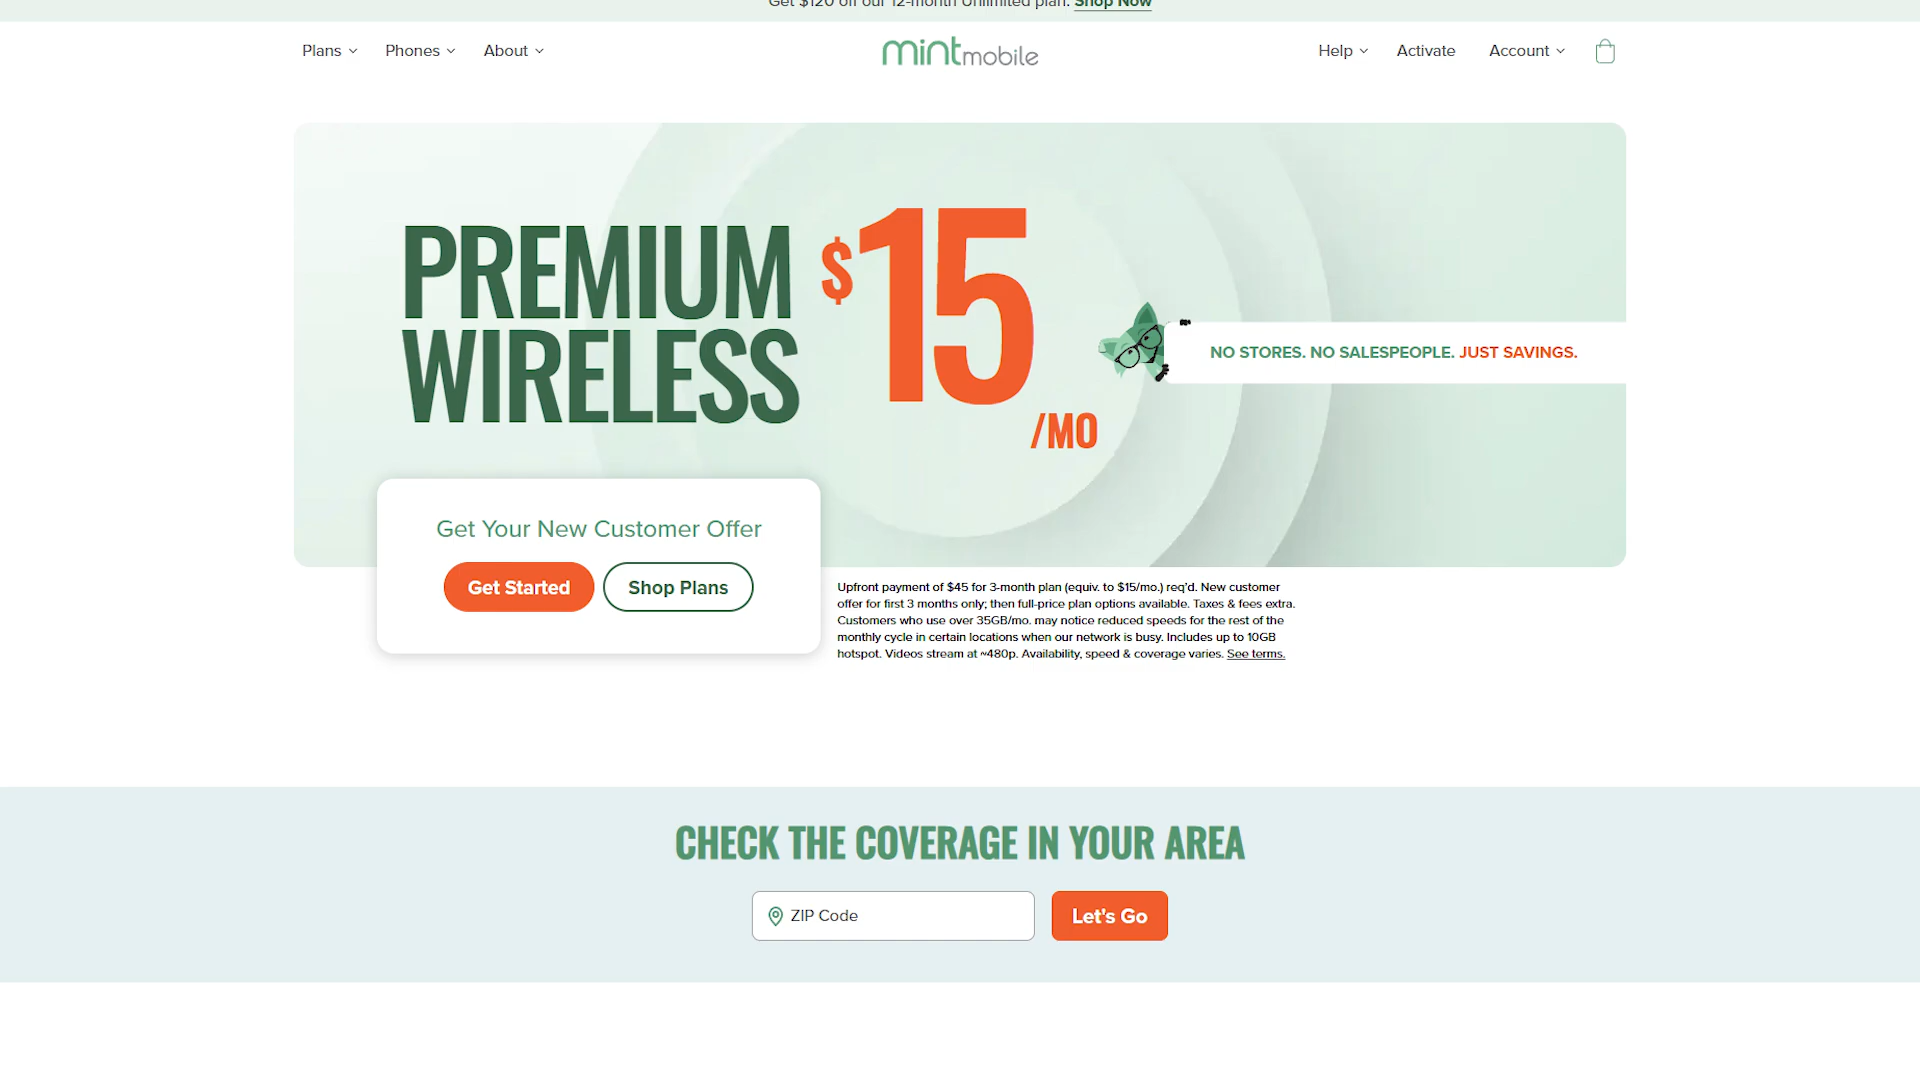 Get $120 off our 12-month Unlimited plan. Shop Now
Plans Phones About mintmobile Help Activate Account
PREMIUM
WIRELESS
$15
/MO
NO STORES. NO SALESPEOPLE. JUST SAVINGS.
Get Your New Customer Offer
Get Started Shop Plans
Upfront payment of $45 for 3-month plan (equiv. to $15/mo.) req'd. New customer
offer for first 3 months only; then full-price plan options available. Taxes & fees extra.
Customers who use over 35GB/mo. may notice reduced speeds for the rest of the
monthly cycle in certain locations when our network is busy. Includes up to 10GB
hotspot. Videos stream at ~480p. Availability, speed & coverage varies. See terms.
CHECK THE COVERAGE IN YOUR AREA
ZIP Code Let's Go